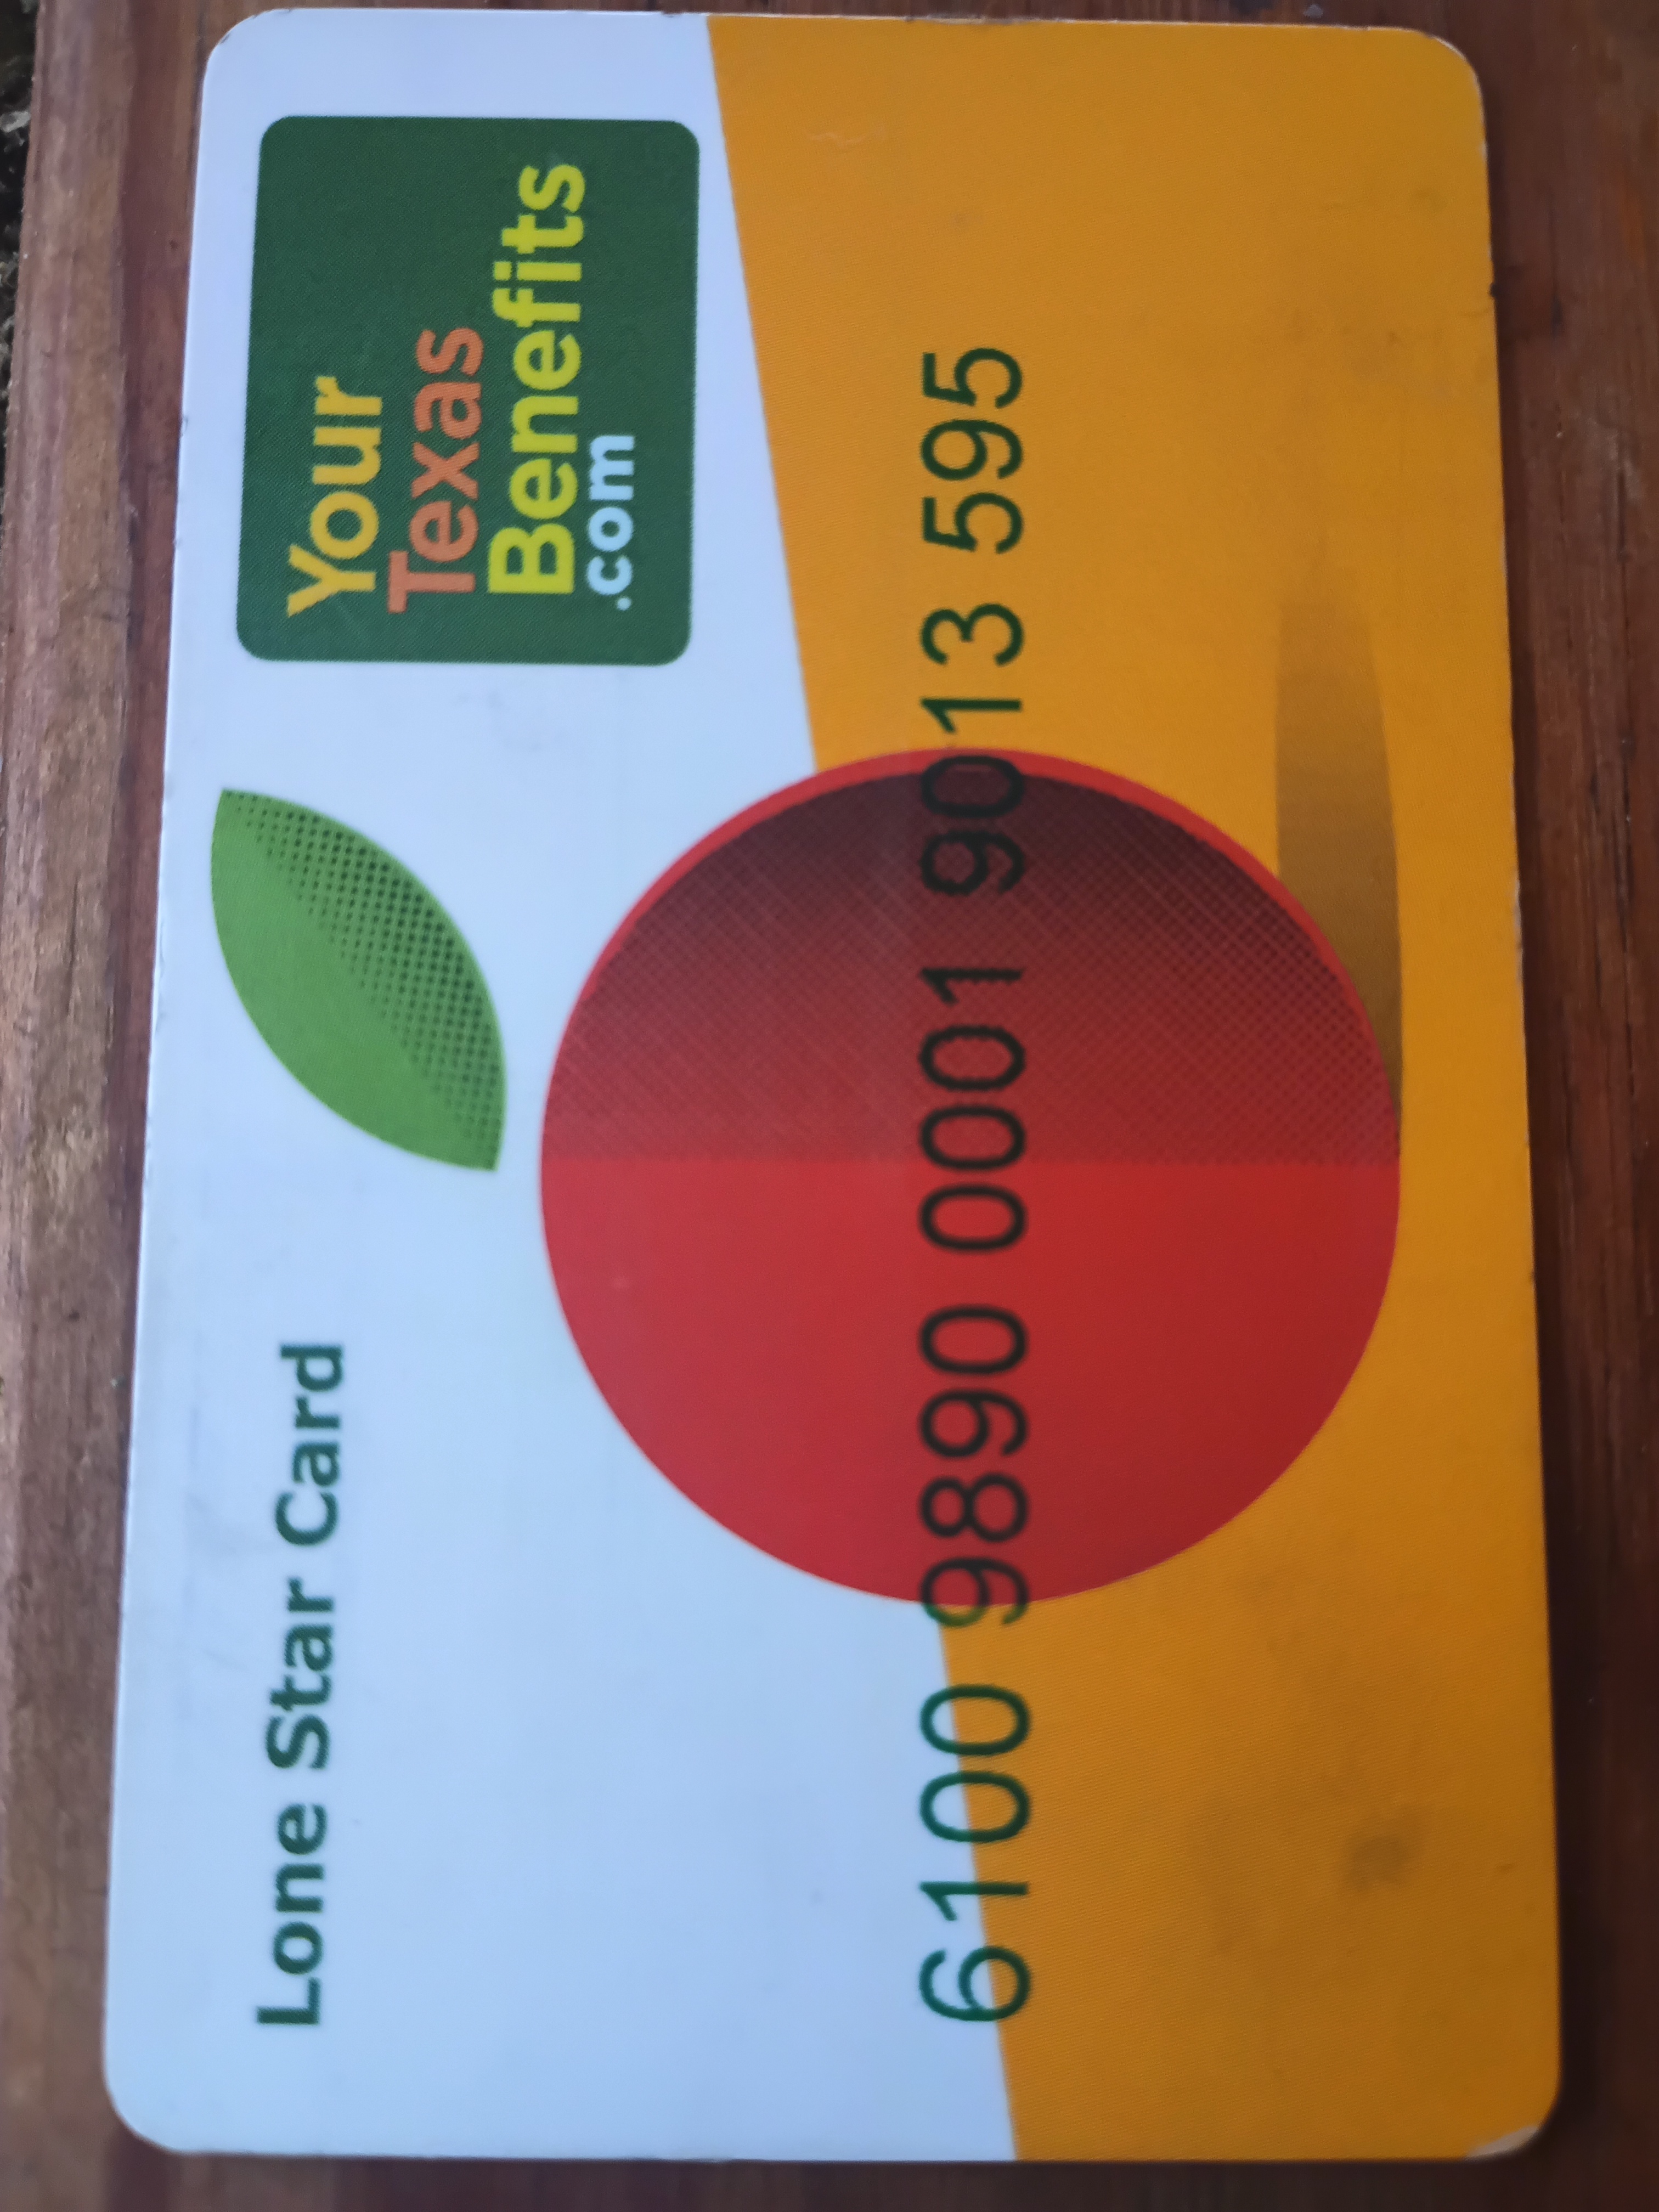 Lone Star Card
Your
Texas
Benefits
.com
6100 9890 0001 9013 595